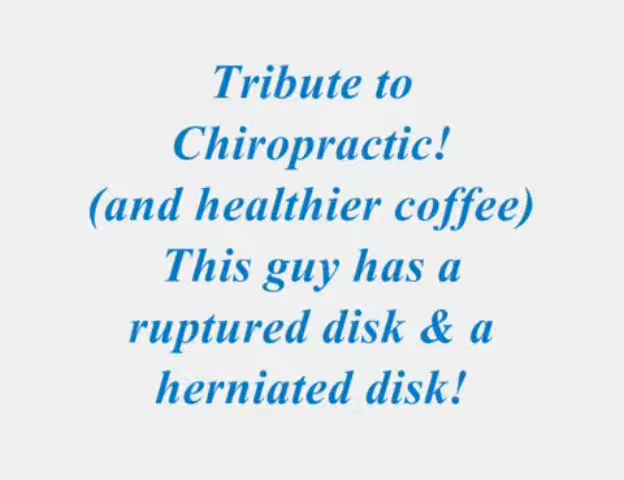 Tribute to
Chiropractic!
(and healthier coffee)
This guy has a
ruptured disk & a
herniated disk!